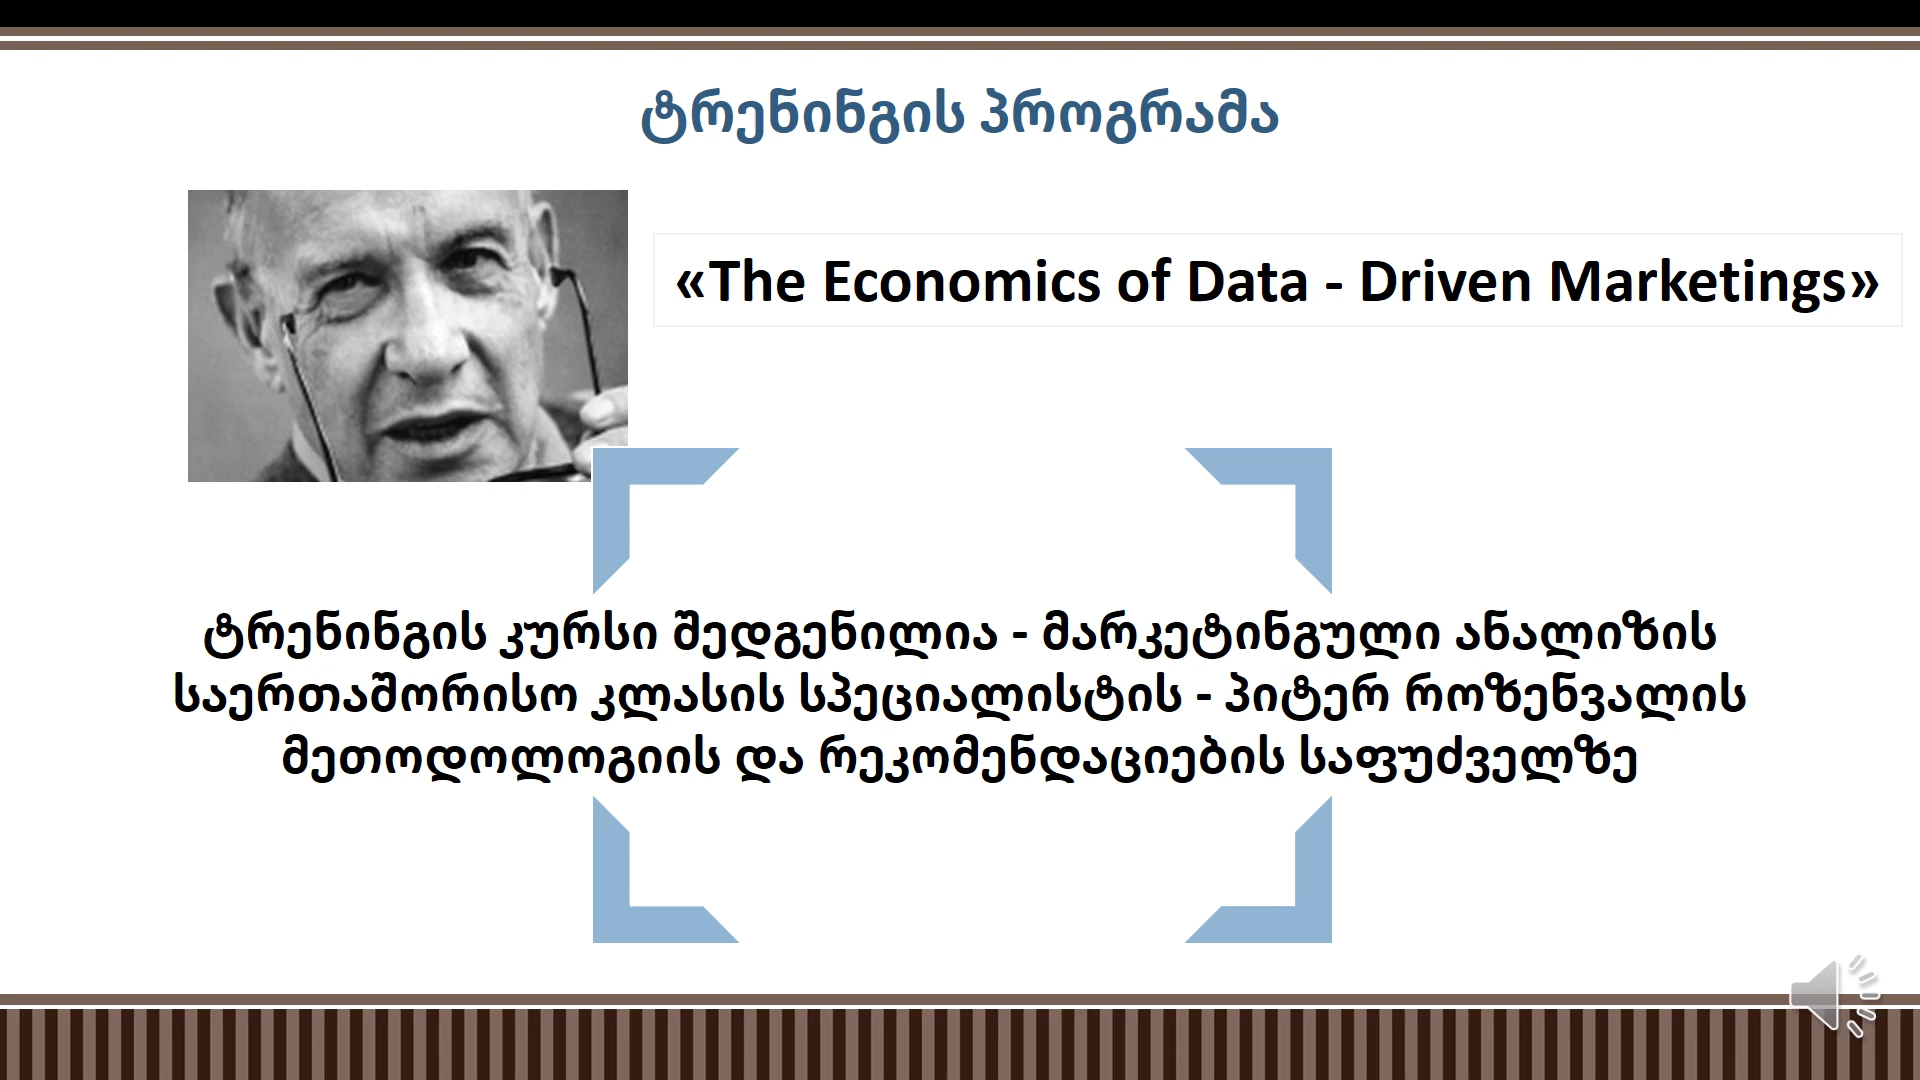 ტრენინგის პროგრამა
«The Economics of Data - Driven Marketings»
ტრენინგის კურსი შედგენილია - მარკეტინგული ანალიზის
საერთაშორისო კლასის სპეციალისტის - პიტერ როზენვალის
მეთოდოლოგიის და რეკომენდაციების საფუძველზე